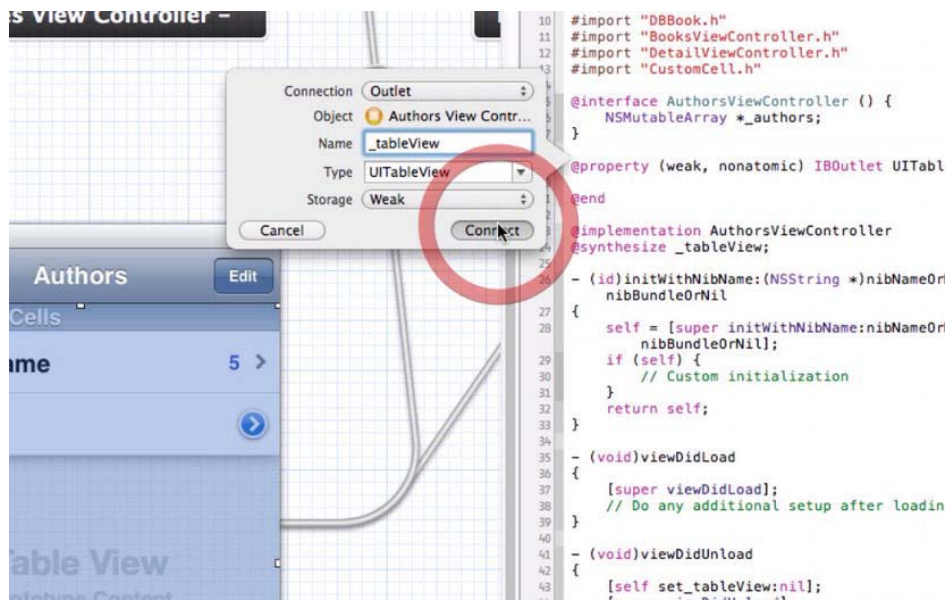 s View Controller –
Connection Outlet
Object Authors View Contr...
Name _tableView
Type UITableView
Storage Weak
Cancel Connect
Authors Edit
Cells
ame 5
able View
Prototype Content
10 #import "DBBook.h"
11 #import "BooksViewController.h"
12 #import "DetailViewController.h"
13 #import "CustomCell.h"
@interface AuthorsViewController () {
NSMutableArray *_authors;
}
@property (weak, nonatomic) IBOutlet UITabl
@end
@implementation AuthorsViewController
24 @synthesize _tableView;
25
26 - (id)initWithNibName:(NSString *)nibNameOr
nibBundleOrNil
27 {
28 self = [super initWithNibName:nibNameOr
nibBundleOrNil];
29 if (self) {
30 // Custom initialization
31 }
32 return self;
33 }
34
35 - (void)viewDidLoad
36 {
37 [super viewDidLoad];
38 // Do any additional setup after loadin
39 }
40
41 - (void)viewDidUnload
42 {
43 [self set_tableView:nil];